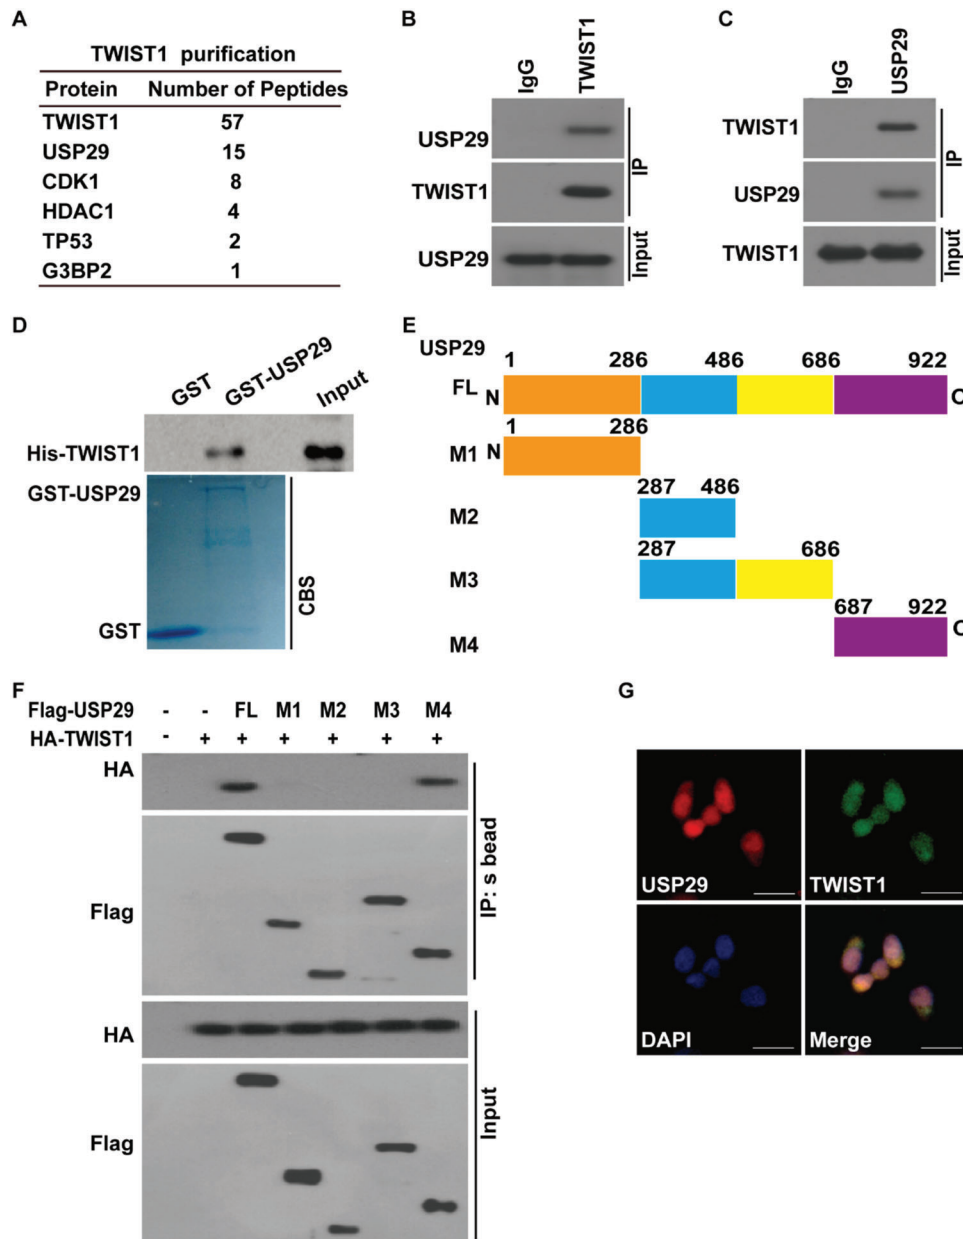 A
TWIST1 purification
Protein Number of Peptides
TWIST1 57
USP29 15
CDK1 8
HDAC1 4
TP53 2
G3BP2 1
B
IgG TWIST1
USP29
TWIST1
IP
USP29
Input
C
IgG USP29
TWIST1
USP29
IP
TWIST1
Input
D
GST GST-USP29 Input
His-TWIST1
GST-USP29
GST
CBS
E
USP29
1 286 486 686 922
FL N C
1 286
M1 N
287 486
M2
287 686
M3
687 922
M4 C
F
Flag-USP29 - - FL M1 M2 M3 M4
HA-TWIST1 - + + + + + +
HA
Flag
IP: s bead
HA
Flag
Input
G
USP29 TWIST1
DAPI Merge